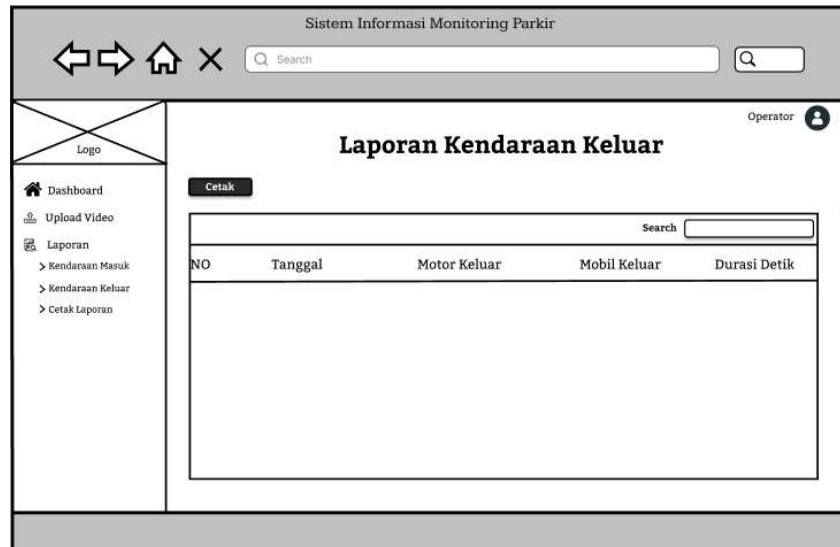 Sistem Informasi Monitoring Parkir
Search
Operator
Logo
Laporan Kendaraan Keluar
Dashboard
Upload Video
Laporan
Kendaraan Masuk
Kendaraan Keluar
Cetak Laporan
Cetak
Search
NO Tanggal Motor Keluar Mobil Keluar Durasi Detik